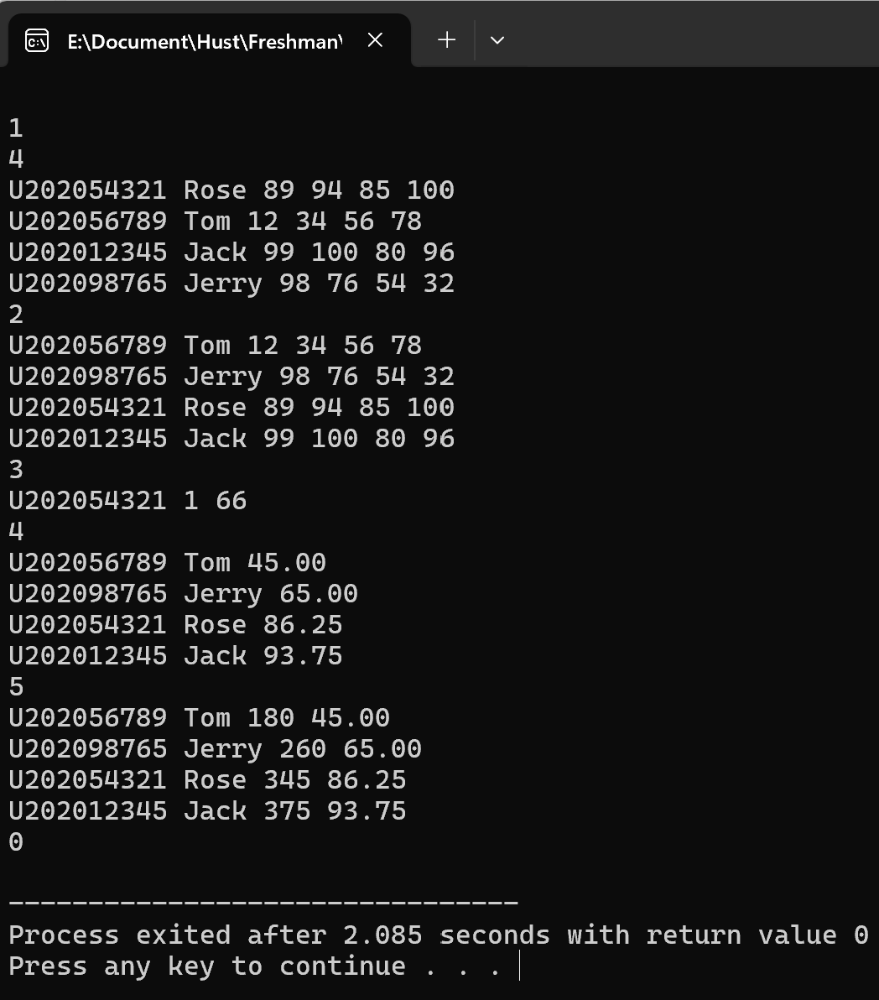 E:\Document\Hust\Freshman\
1
4
U202054321 Rose 89 94 85 100
U202056789 Tom 12 34 56 78
U202012345 Jack 99 100 80 96
U202098765 Jerry 98 76 54 32
2
U202056789 Tom 12 34 56 78
U202098765 Jerry 98 76 54 32
U202054321 Rose 89 94 85 100
U202012345 Jack 99 100 80 96
3
U202054321 1 66
4
U202056789 Tom 45.00
U202098765 Jerry 65.00
U202054321 Rose 86.25
U202012345 Jack 93.75
5
U202056789 Tom 180 45.00
U202098765 Jerry 260 65.00
U202054321 Rose 345 86.25
U202012345 Jack 375 93.75
0
--------------------------------
Process exited after 2.085 seconds with return value 0
Press any key to continue . . .